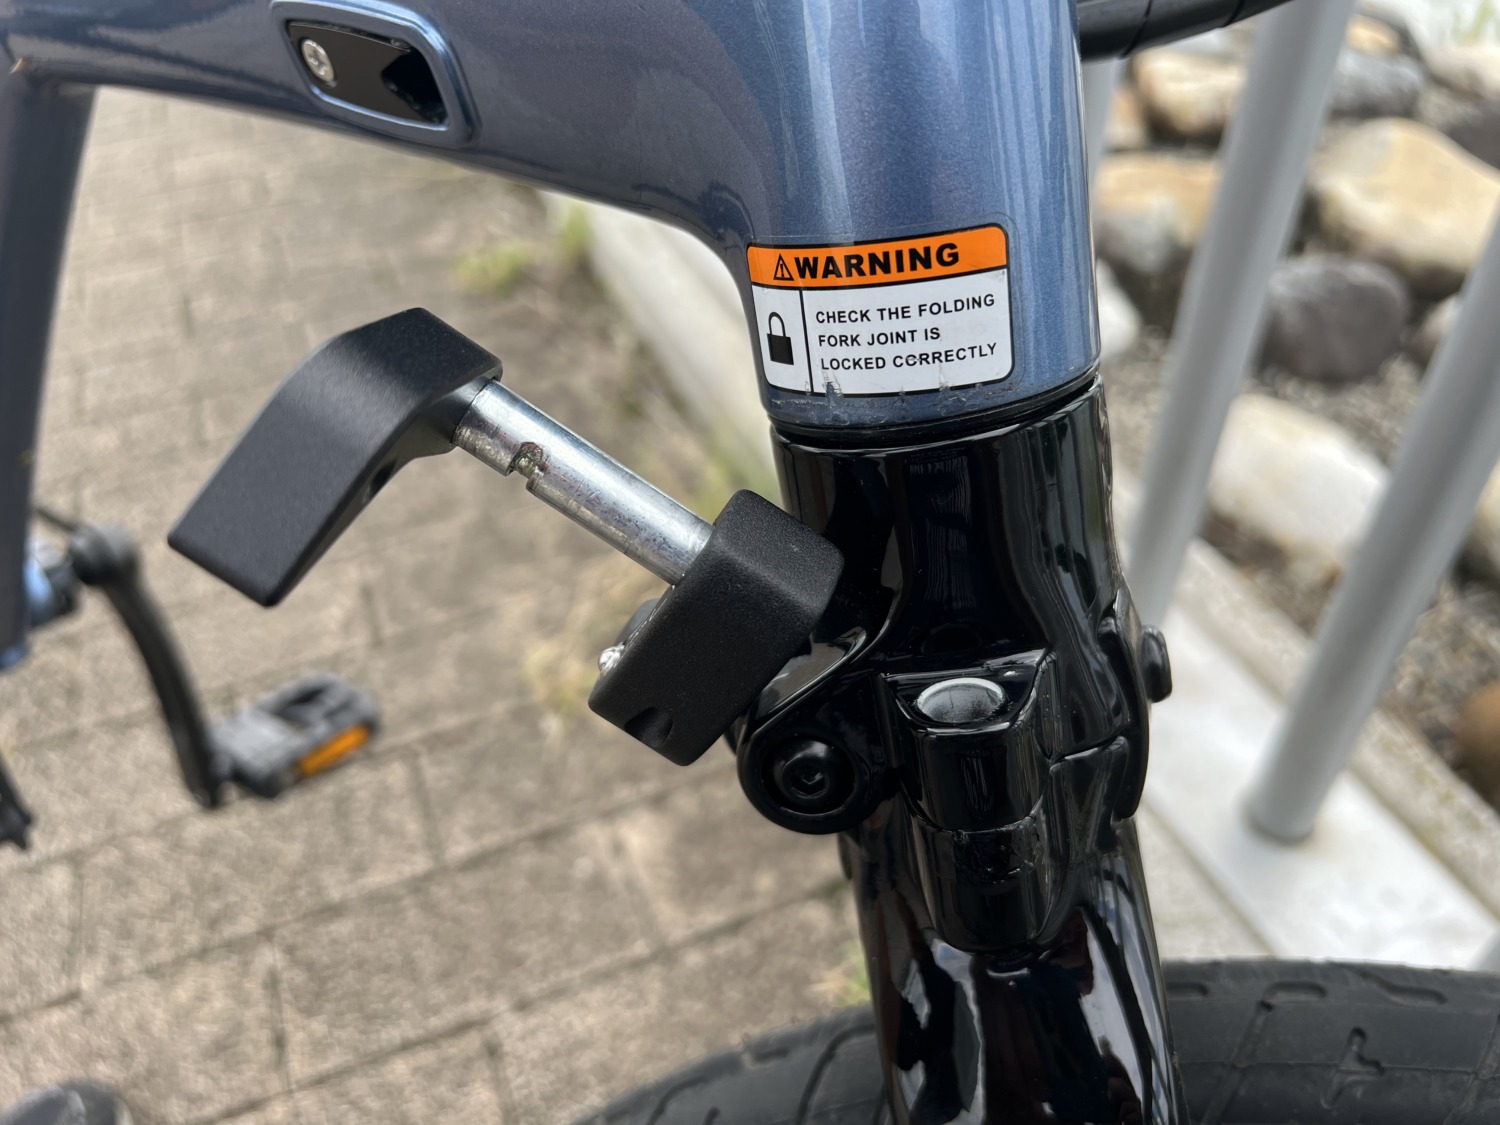 WARNING
CHECK THE FOLDING
FORK JOINT IS
LOCKED CORRECTLY